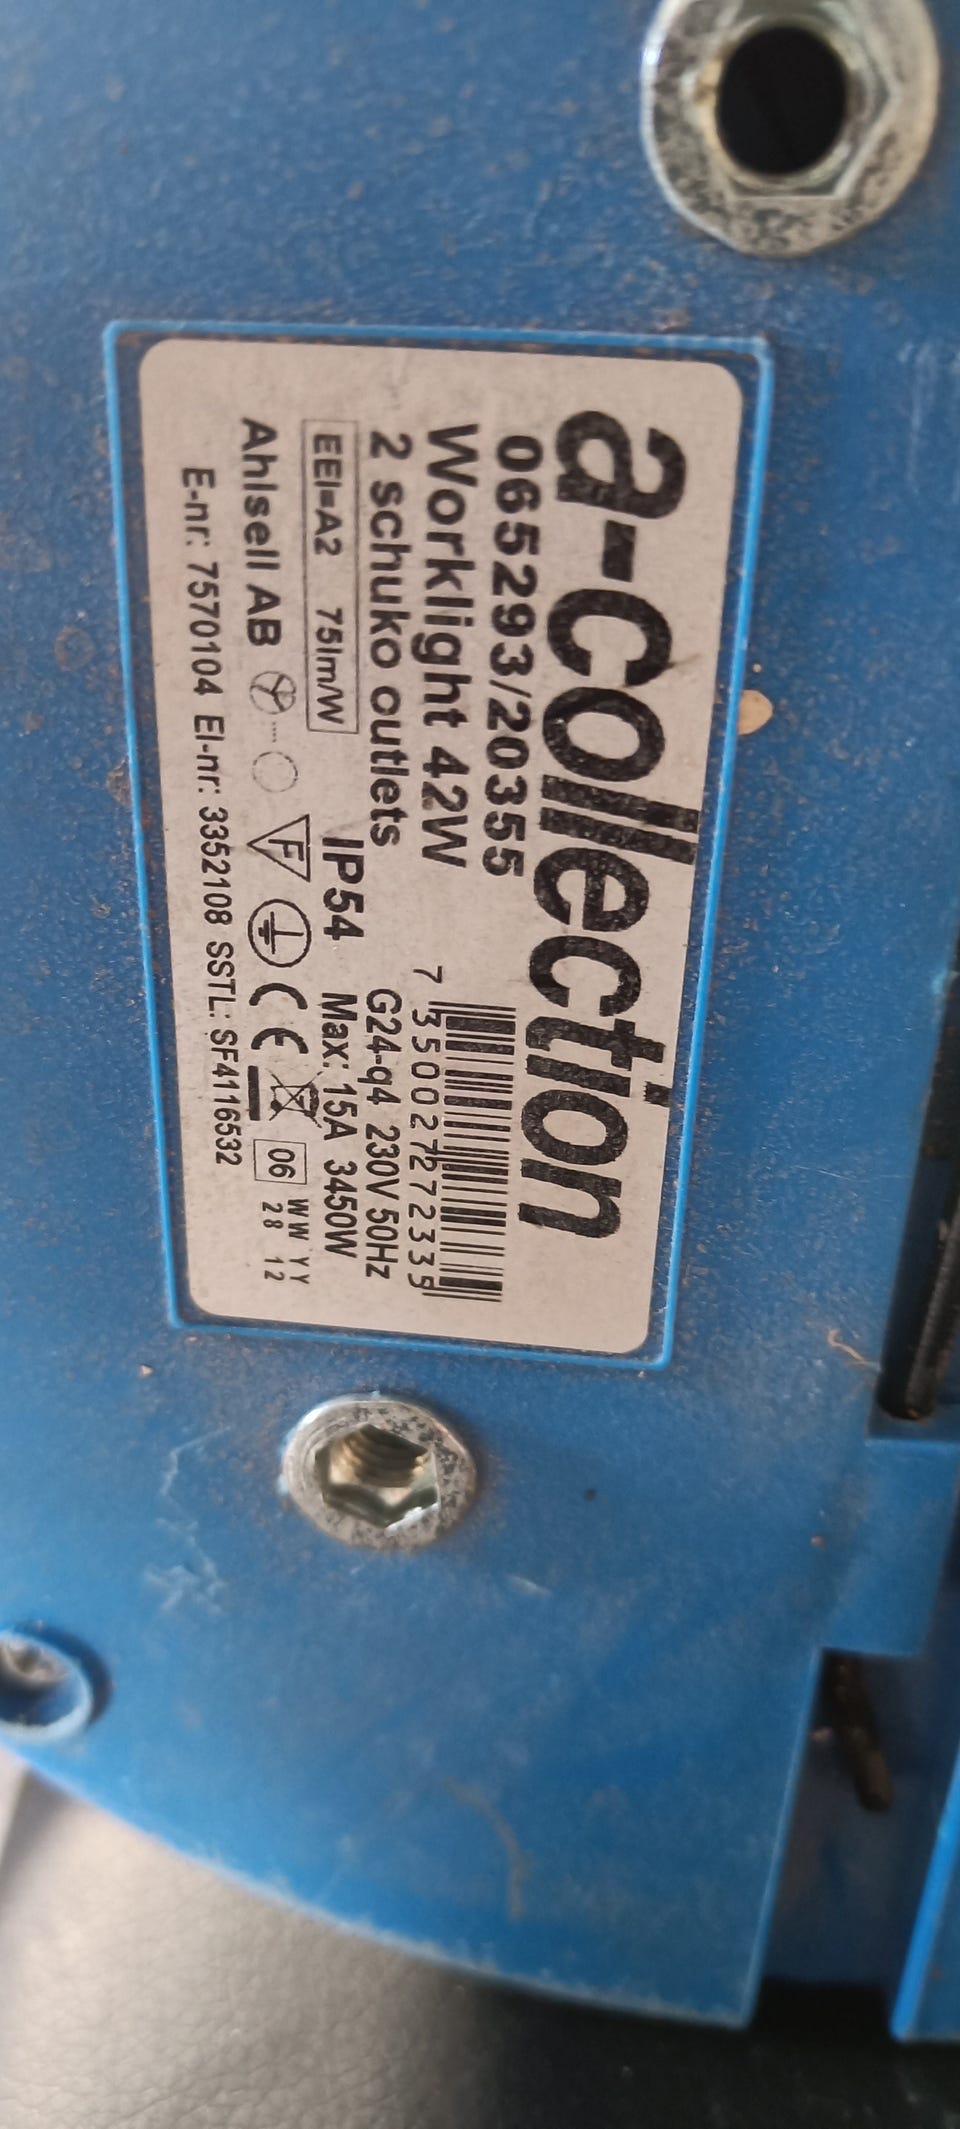 a-collection
065293/20355
Worklight 42W
2 schuko outlets
7 350027 272339
G24-q4 230V 50Hz
EEI=A2 75lm/W
IP54
Max: 15A 3450W
Ahlsell AB
F
CE
06
WW YY
28 12
E-nr: 7570104 El-nr: 3352108 SSTL: SF4116532